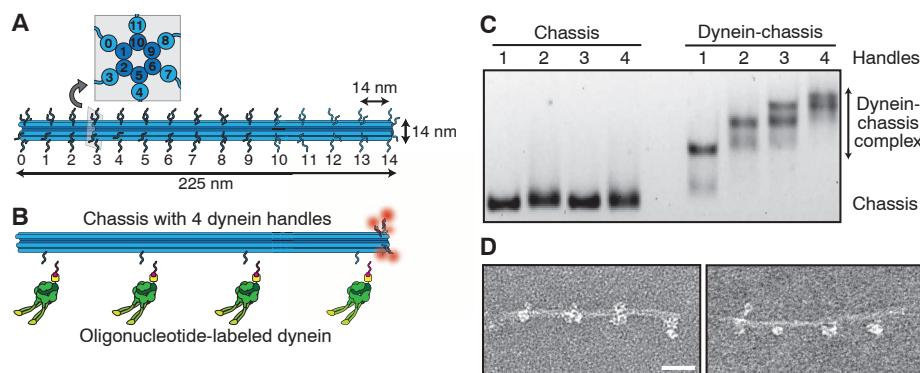 A
11
0 10 8
1 9
2 6
3 5 7
4
14 nm
14 nm
0 1 2 3 4 5 6 7 8 9 10 11 12 13 14
225 nm
B
Chassis with 4 dynein handles
Oligonucleotide-labeled dynein
C
Chassis Dynein-chassis
1 2 3 4 1 2 3 4 Handles
Dynein-
chassis
complex
Chassis
D